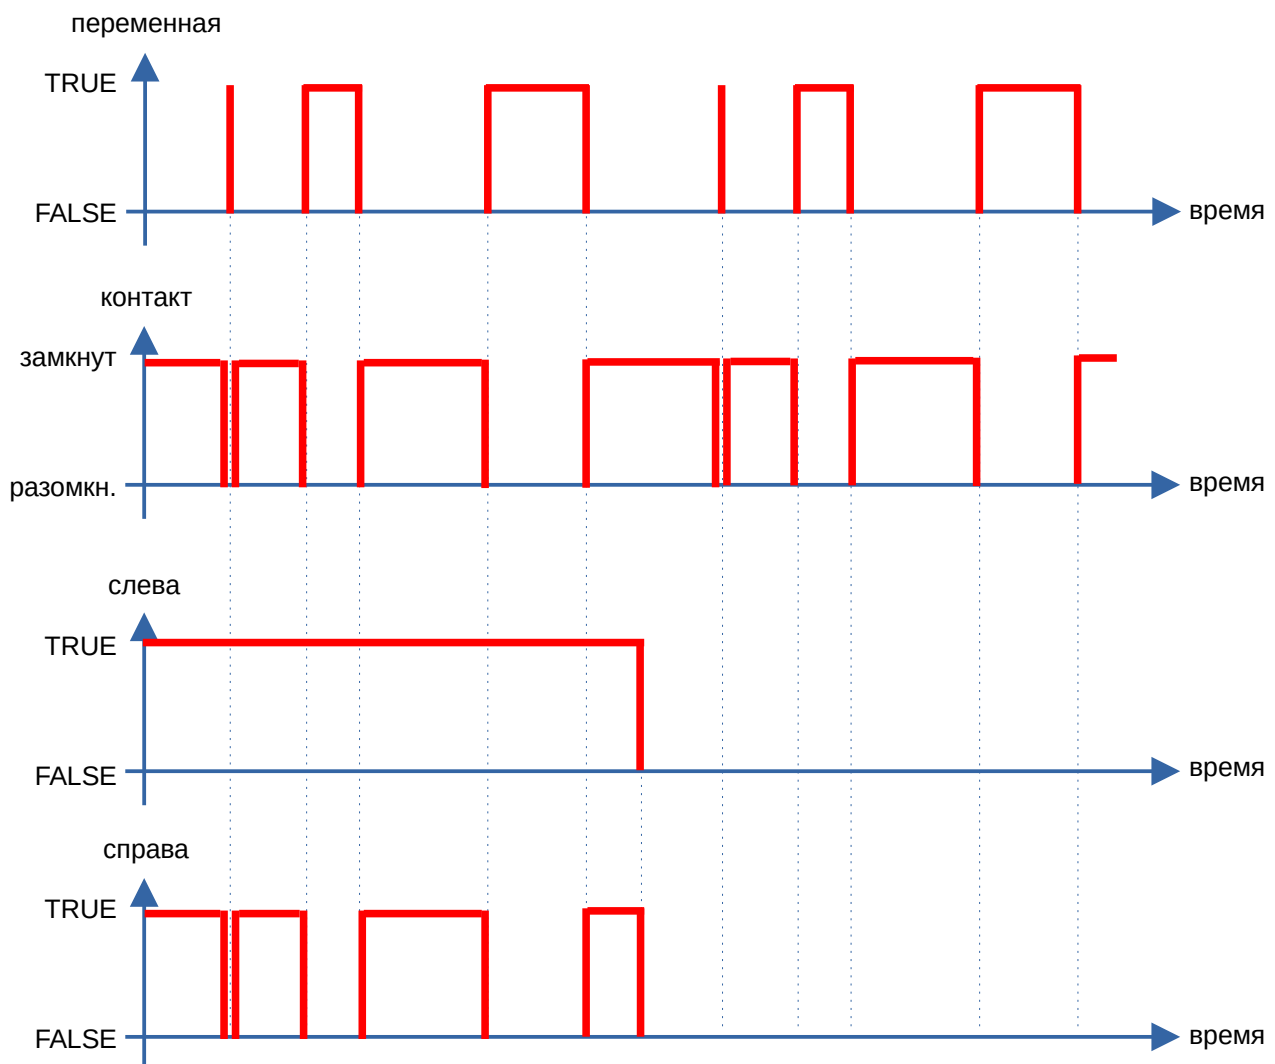 переменная
TRUE
FALSE
время
контакт
замкнут
разомкн.
время
слева
TRUE
FALSE
время
справа
TRUE
FALSE
время